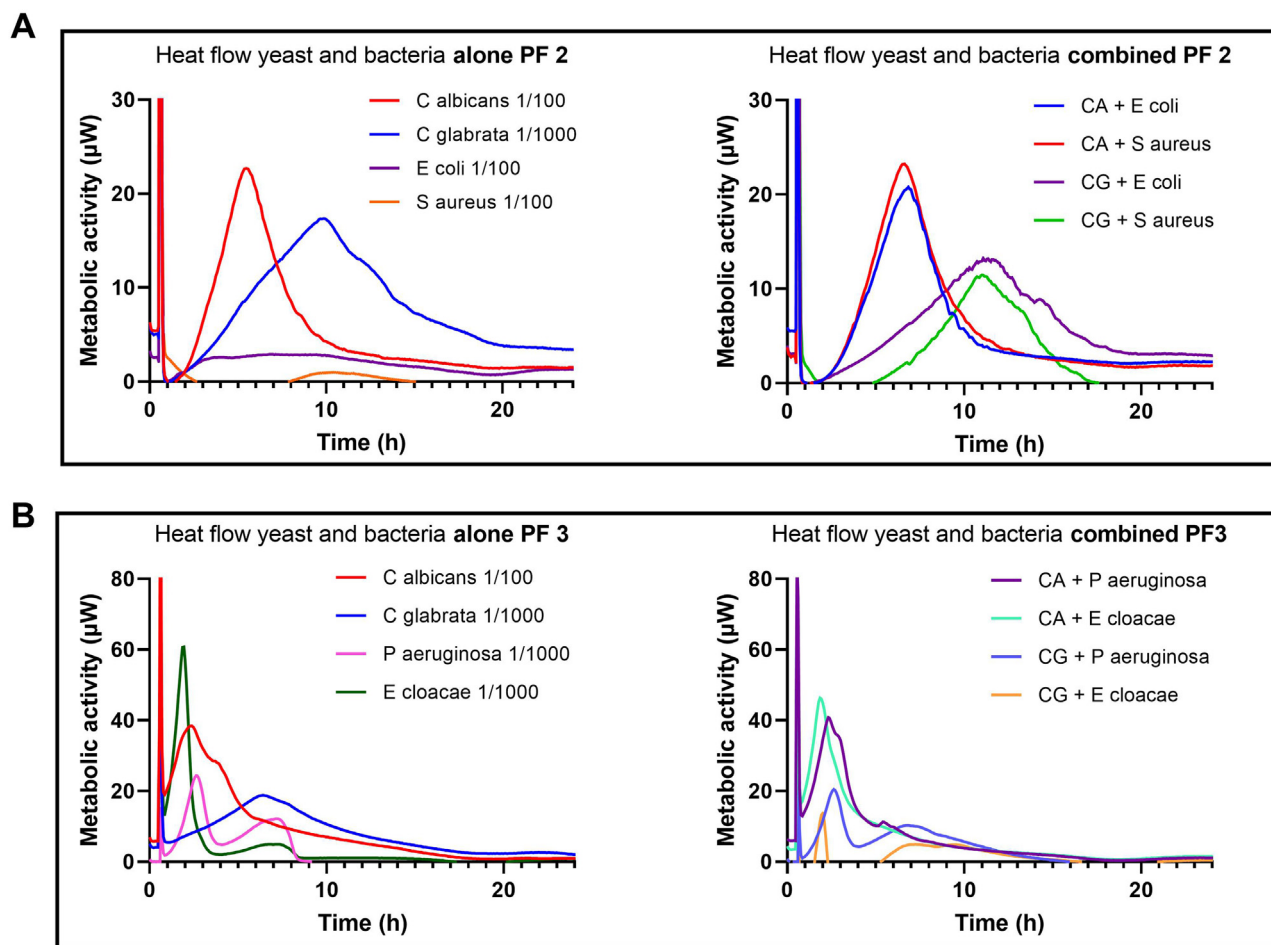 A
Heat flow yeast and bacteria alone PF 2
Metabolic activity (µW)
30
20
10
0
0
10
20
Time (h)
C albicans 1/100
C glabrata 1/1000
E coli 1/100
S aureus 1/100
Heat flow yeast and bacteria combined PF 2
Metabolic activity (µW)
30
20
10
0
0
10
20
Time (h)
CA + E coli
CA + S aureus
CG + E coli
CG + S aureus
B
Heat flow yeast and bacteria alone PF 3
Metabolic activity (µW)
80
60
40
20
0
0
10
20
Time (h)
C albicans 1/100
C glabrata 1/1000
P aeruginosa 1/1000
E cloacae 1/1000
Heat flow yeast and bacteria combined PF3
Metabolic activity (µW)
80
60
40
20
0
0
10
20
Time (h)
CA + P aeruginosa
CA + E cloacae
CG + P aeruginosa
CG + E cloacae